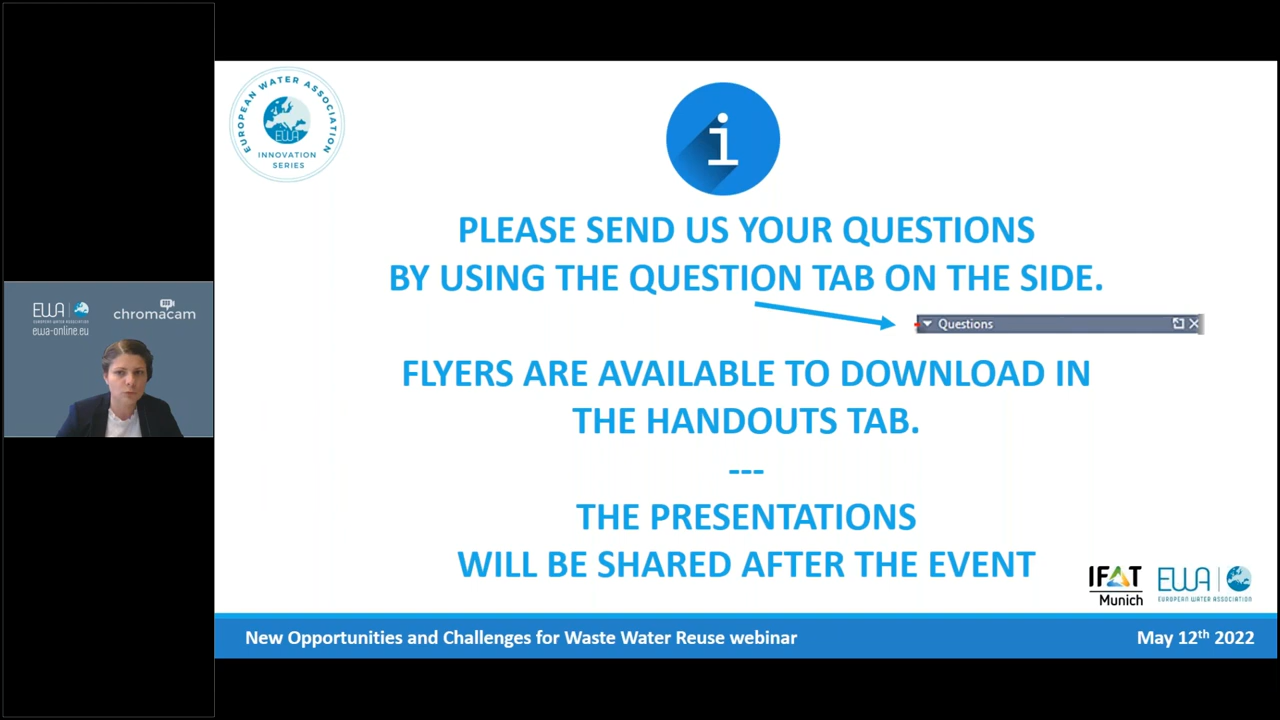 EUROPEAN WATER ASSOCIATION
EWA
INNOVATION
SERIES
i
PLEASE SEND US YOUR QUESTIONS
BY USING THE QUESTION TAB ON THE SIDE.
Questions
FLYERS ARE AVAILABLE TO DOWNLOAD IN
THE HANDOUTS TAB.
---
THE PRESENTATIONS
WILL BE SHARED AFTER THE EVENT
IFAT
Munich
EWA
EUROPEAN WATER ASSOCIATION
New Opportunities and Challenges for Waste Water Reuse webinar
May 12th 2022
EWA
EUROPEAN WATER ASSOCIATION
ewa-online.eu
chromacam